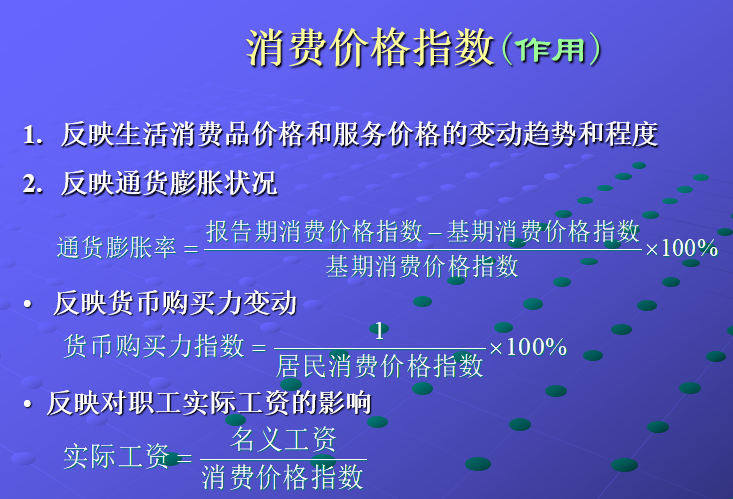 消费价格指数(作用)
1. 反映生活消费品价格和服务价格的变动趋势和程度
2. 反映通货膨胀状况
通货膨胀率 = 报告期消费价格指数 − 基期消费价格指数 / 基期消费价格指数 ×100%
• 反映货币购买力变动
货币购买力指数 = 1 / 居民消费价格指数 ×100%
• 反映对职工实际工资的影响
实际工资 = 名义工资 / 消费价格指数